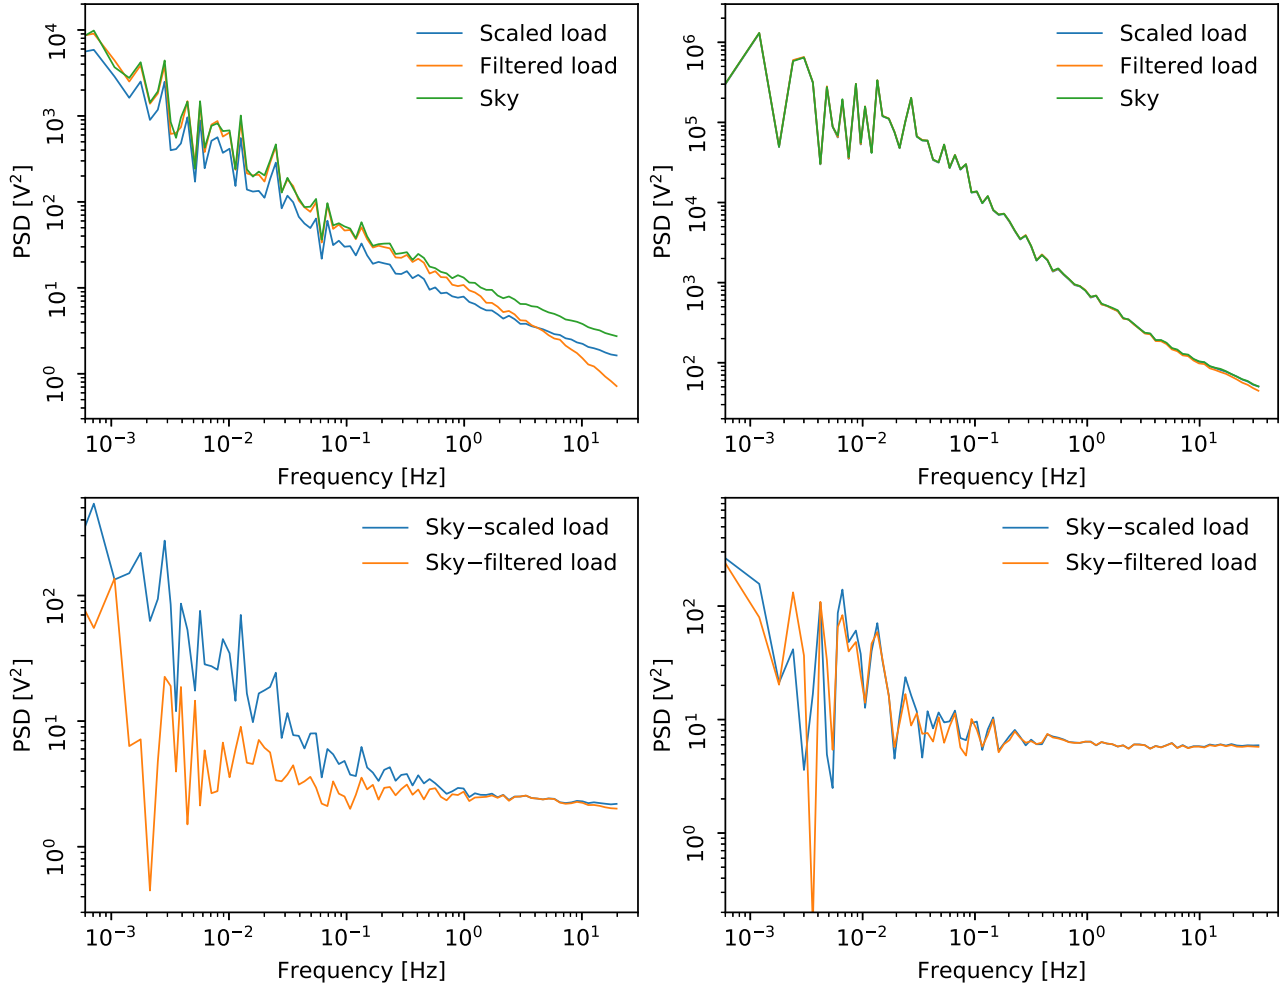 Scaled load
Filtered load
Sky
PSD [V²]
10⁴
10³
10²
10¹
10⁰
10⁻³ 10⁻² 10⁻¹ 10⁰ 10¹
Frequency [Hz]
Scaled load
Filtered load
Sky
PSD [V²]
10⁶
10⁵
10⁴
10³
10²
10⁻³ 10⁻² 10⁻¹ 10⁰ 10¹
Frequency [Hz]
Sky−scaled load
Sky−filtered load
PSD [V²]
10²
10¹
10⁰
10⁻³ 10⁻² 10⁻¹ 10⁰ 10¹
Frequency [Hz]
Sky−scaled load
Sky−filtered load
PSD [V²]
10²
10¹
10⁰
10⁻³ 10⁻² 10⁻¹ 10⁰ 10¹
Frequency [Hz]